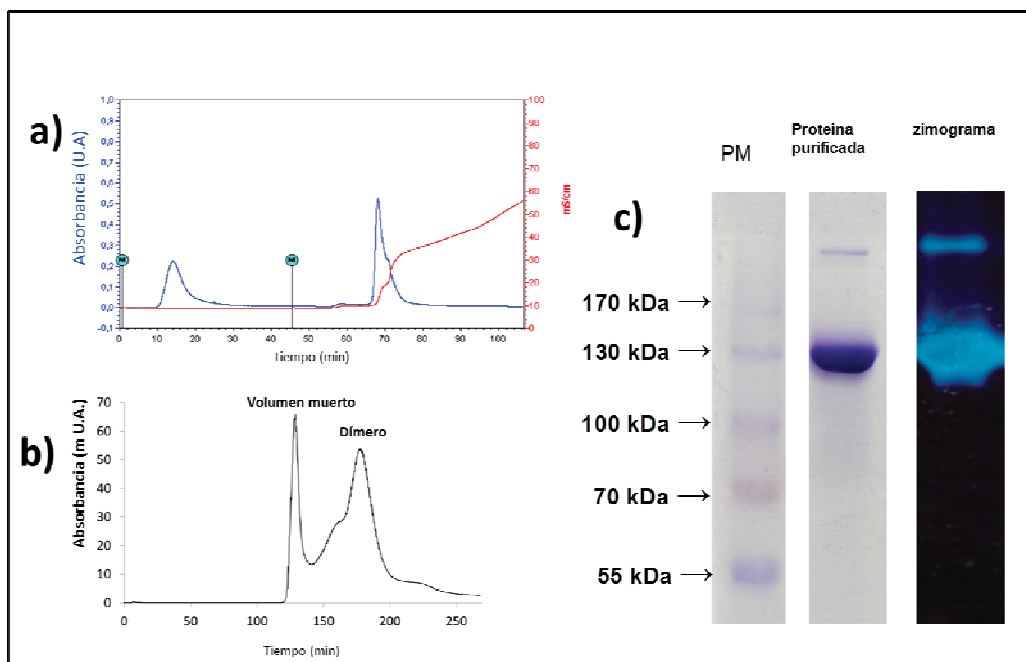 a)
Absorbancia (U.A)
1,0
0,9
0,8
0,7
0,6
0,5
0,4
0,3
0,2
0,1
0,0
-0,1
100
90
80
70
60
50
40
30
20
10
0
mS/cm
M
M
0 10 20 30 40 50 60 70 80 90 100
Tiempo (min)
b)
Absorbancia (m U.A.)
70
60
50
40
30
20
10
0
Volumen muerto
Dímero
0 50 100 150 200 250
Tiempo (min)
c)
PM
Proteina
purificada
zimograma
170 kDa
130 kDa
100 kDa
70 kDa
55 kDa